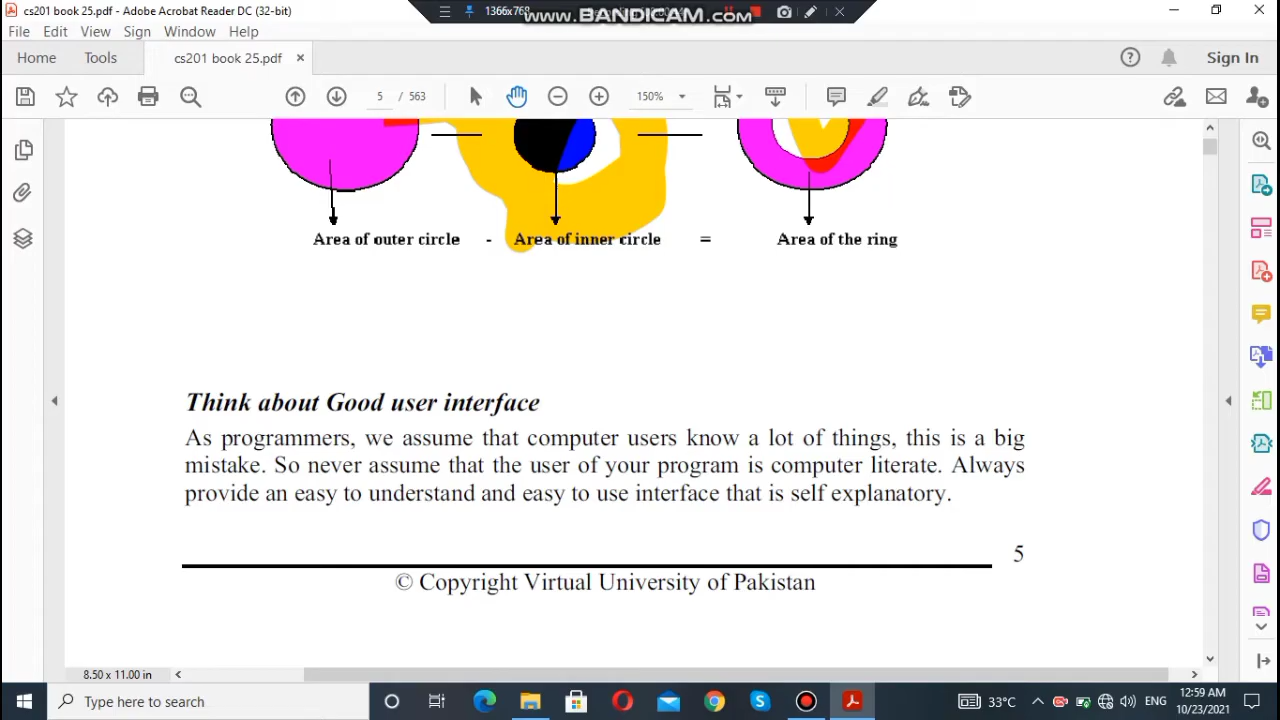 cs201 book 25.pdf - Adobe Acrobat Reader DC (32-bit)
1366x768
www.BANDICAM.com
File Edit View Sign Window Help
Home Tools cs201 book 25.pdf × Sign In
5 / 563 150%
Area of outer circle - Area of inner circle = Area of the ring
Think about Good user interface
As programmers, we assume that computer users know a lot of things, this is a big
mistake. So never assume that the user of your program is computer literate. Always
provide an easy to understand and easy to use interface that is self explanatory.
5
© Copyright Virtual University of Pakistan
8.50 x 11.00 in
Type here to search
33°C ENG 12:59 AM
10/23/2021